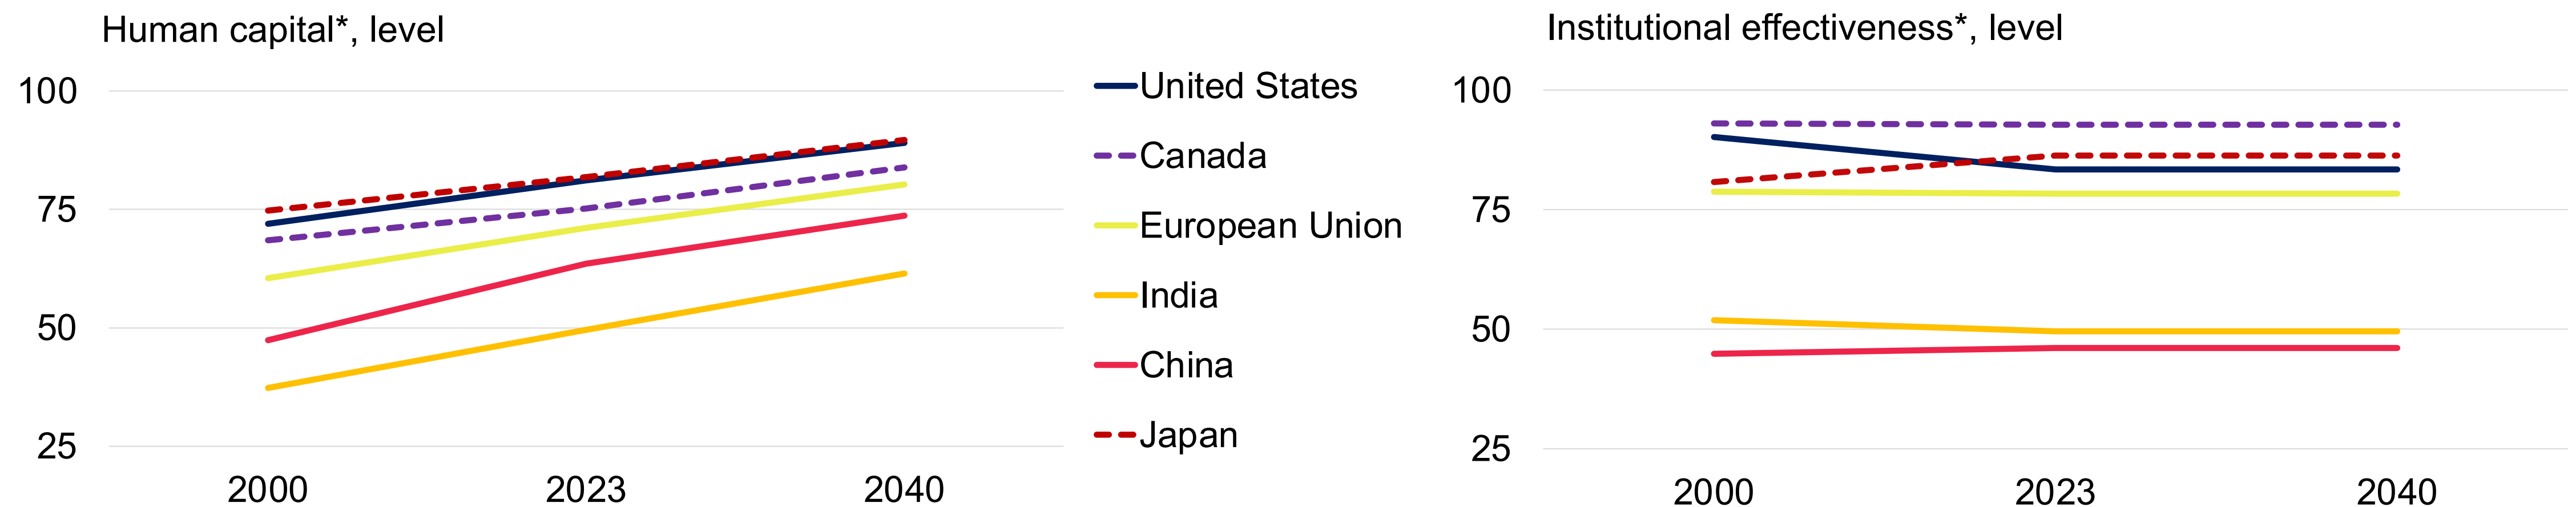 Human capital*, level
100
75
50
25
2000 2023 2040
United States
Canada
European Union
India
China
Japan
Institutional effectiveness*, level
100
75
50
25
2000 2023 2040